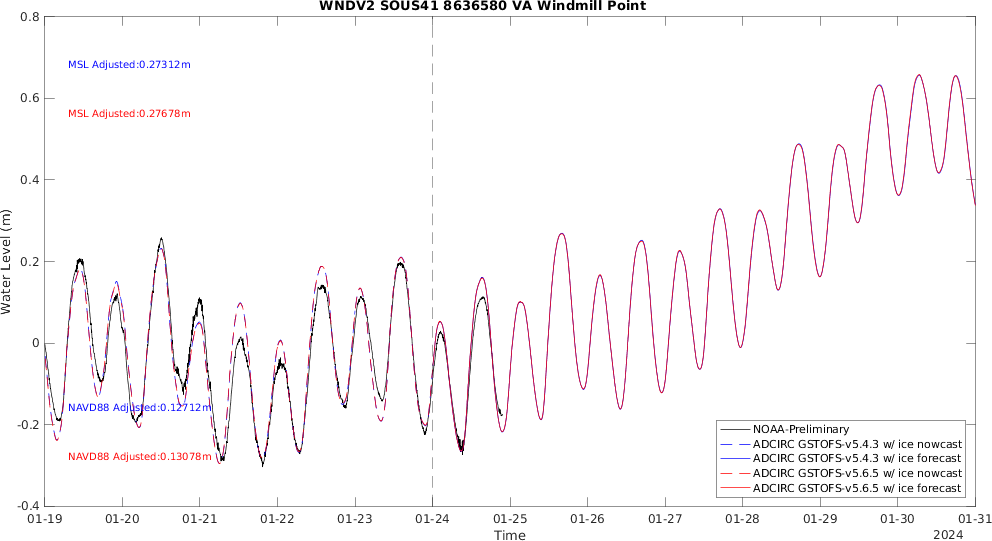 WNDV2 SOUS41 8636580 VA Windmill Point
0.8
0.6
0.4
0.2
0
-0.2
-0.4
Water Level (m)
MSL Adjusted:0.27312m
MSL Adjusted:0.27678m
NAVD88 Adjusted:0.12712m
NAVD88 Adjusted:0.13078m
NOAA-Preliminary
ADCIRC GSTOFS-v5.4.3 w/ ice nowcast
ADCIRC GSTOFS-v5.4.3 w/ ice forecast
ADCIRC GSTOFS-v5.6.5 w/ ice nowcast
ADCIRC GSTOFS-v5.6.5 w/ ice forecast
01-19 01-20 01-21 01-22 01-23 01-24 01-25 01-26 01-27 01-28 01-29 01-30 01-31
Time
2024